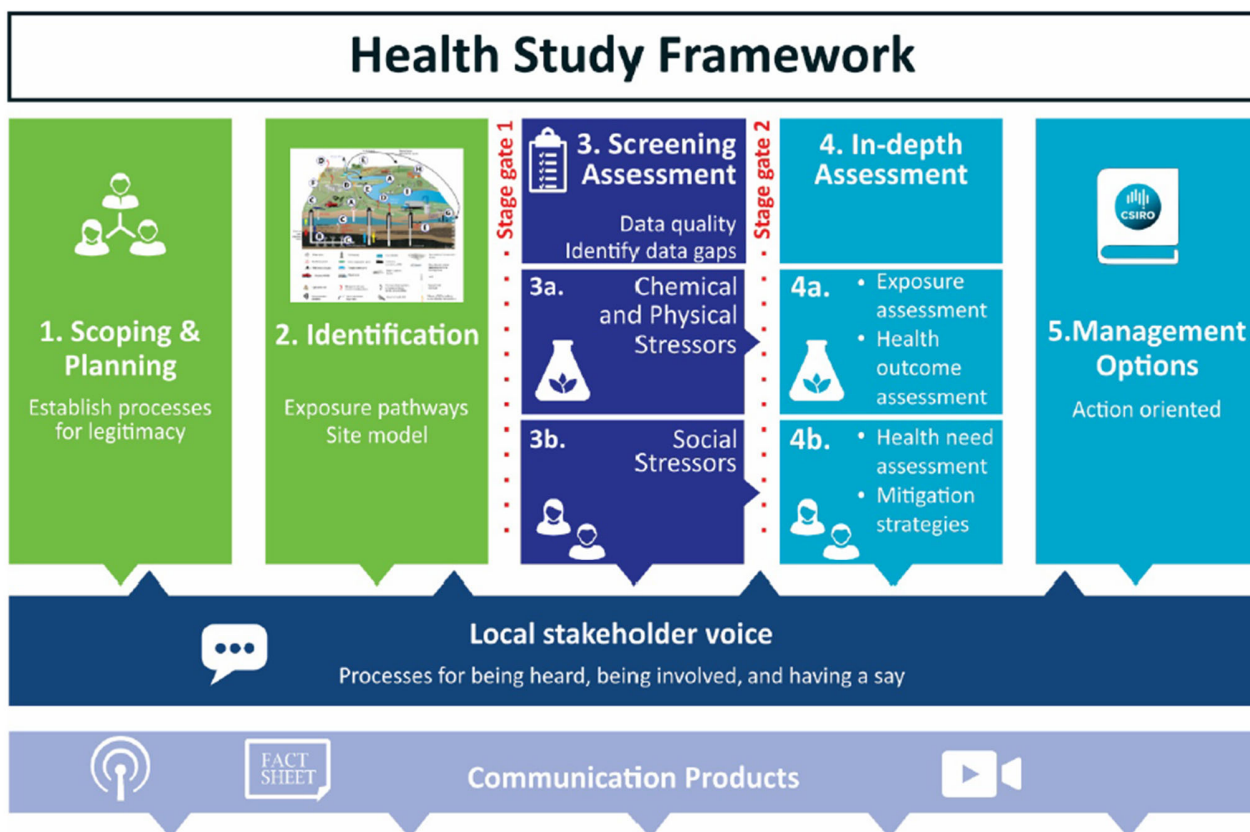 Health Study Framework
1. Scoping &
Planning
Establish processes
for legitimacy
2. Identification
Exposure pathways
Site model
Stage gate 1
3. Screening
Assessment
Data quality
Identify data gaps
3a. Chemical
and Physical
Stressors
3b. Social
Stressors
Stage gate 2
4. In-depth
Assessment
4a. • Exposure
assessment
• Health
outcome
assessment
4b. • Health need
assessment
• Mitigation
strategies
CSIRO
5.Management
Options
Action oriented
Local stakeholder voice
Processes for being heard, being involved, and having a say
FACT
SHEET
Communication Products